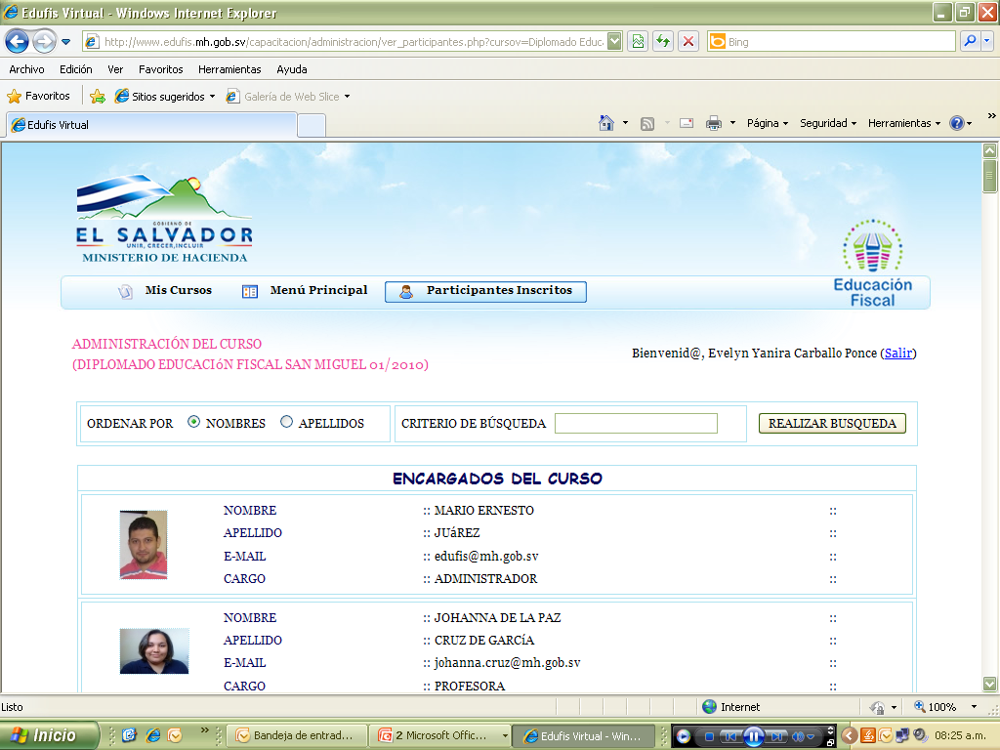 Edufis Virtual - Windows Internet Explorer
http://www.edufis.mh.gob.sv/capacitacion/administracion/ver_participantes.php?cursov=Diplomado Educ.
Bing
Archivo Edición Ver Favoritos Herramientas Ayuda
Favoritos Sitios sugeridos Galería de Web Slice
Edufis Virtual
Página Seguridad Herramientas
GOBIERNO DE
EL SALVADOR
UNIR, CRECER, INCLUIR
MINISTERIO DE HACIENDA
Educación
Fiscal
Mis Cursos Menú Principal Participantes Inscritos
ADMINISTRACIÓN DEL CURSO
(DIPLOMADO EDUCACIóN FISCAL SAN MIGUEL 01/2010)
Bienvenid@, Evelyn Yanira Carballo Ponce (Salir)
ORDENAR POR NOMBRES APELLIDOS CRITERIO DE BÚSQUEDA REALIZAR BUSQUEDA
ENCARGADOS DEL CURSO
NOMBRE :: MARIO ERNESTO ::
APELLIDO :: JUáREZ ::
E-MAIL :: edufis@mh.gob.sv ::
CARGO :: ADMINISTRADOR ::
NOMBRE :: JOHANNA DE LA PAZ ::
APELLIDO :: CRUZ DE GARCíA ::
E-MAIL :: johanna.cruz@mh.gob.sv ::
CARGO :: PROFESORA ::
Listo Internet 100%
Inicio Bandeja de entrad... 2 Microsoft Offic... Edufis Virtual - Win... 08:25 a.m.